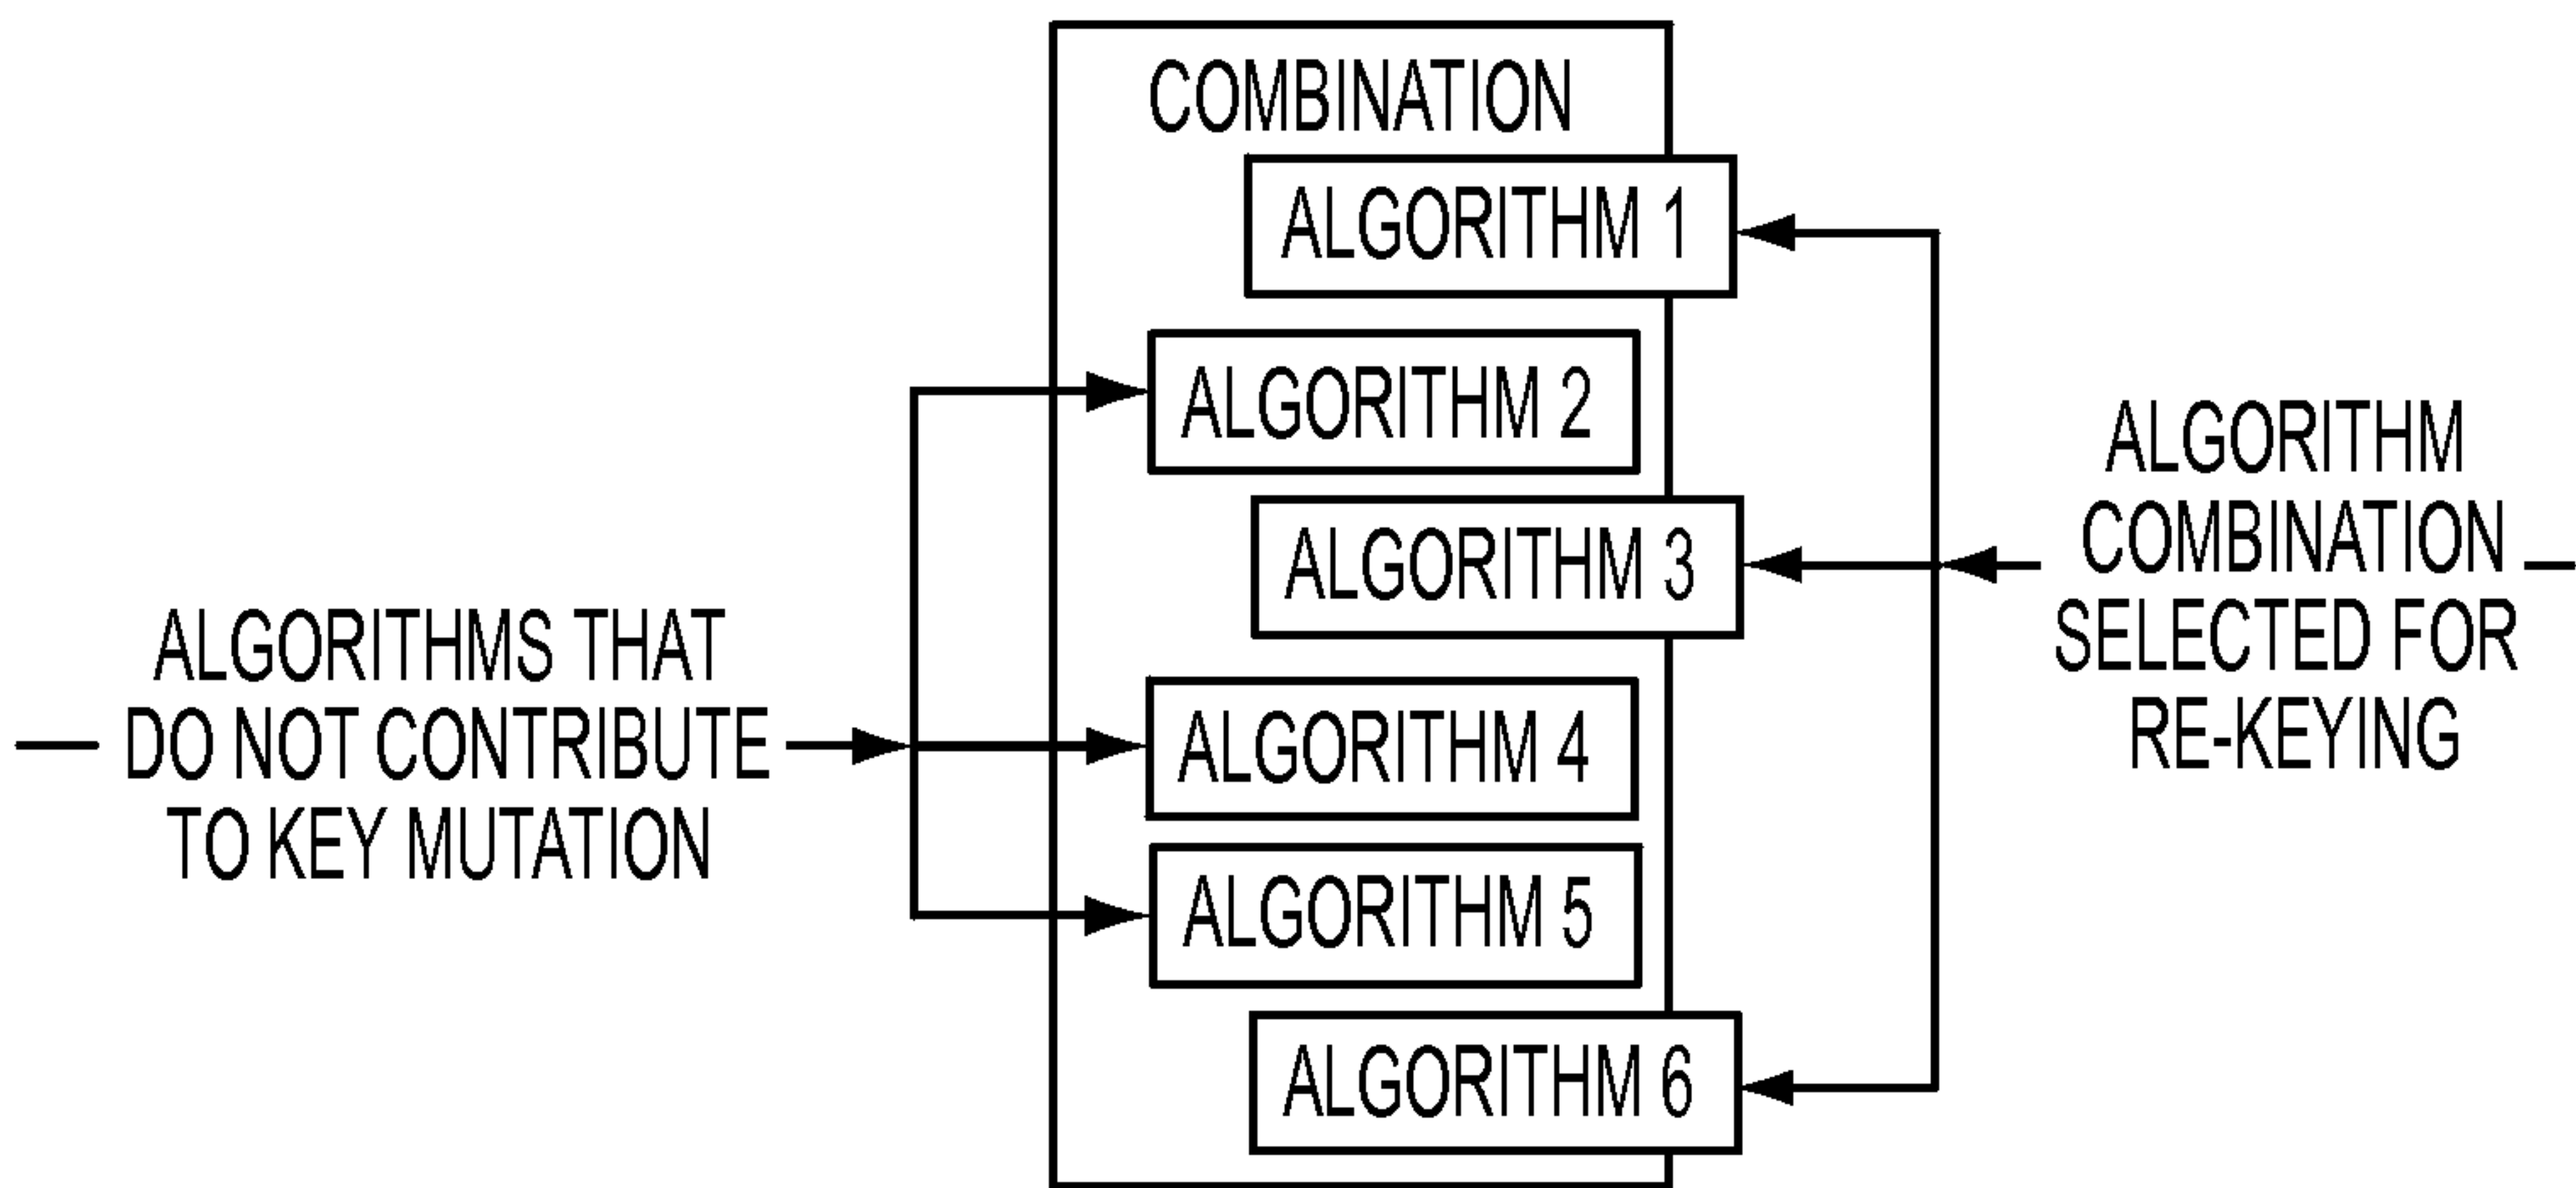 COMBINATION
ALGORITHM 1
ALGORITHM 2
ALGORITHM 3
ALGORITHM 4
ALGORITHM 5
ALGORITHM 6
ALGORITHMS THAT
DO NOT CONTRIBUTE
TO KEY MUTATION
ALGORITHM
COMBINATION
SELECTED FOR
RE-KEYING